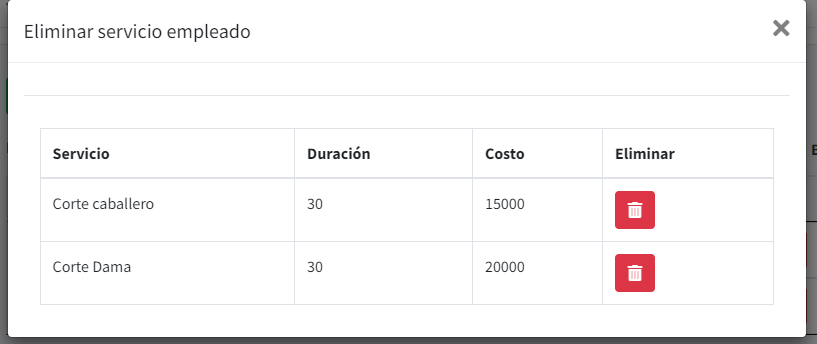 Eliminar servicio empleado
Servicio Duración Costo Eliminar
Corte caballero 30 15000
Corte Dama 30 20000